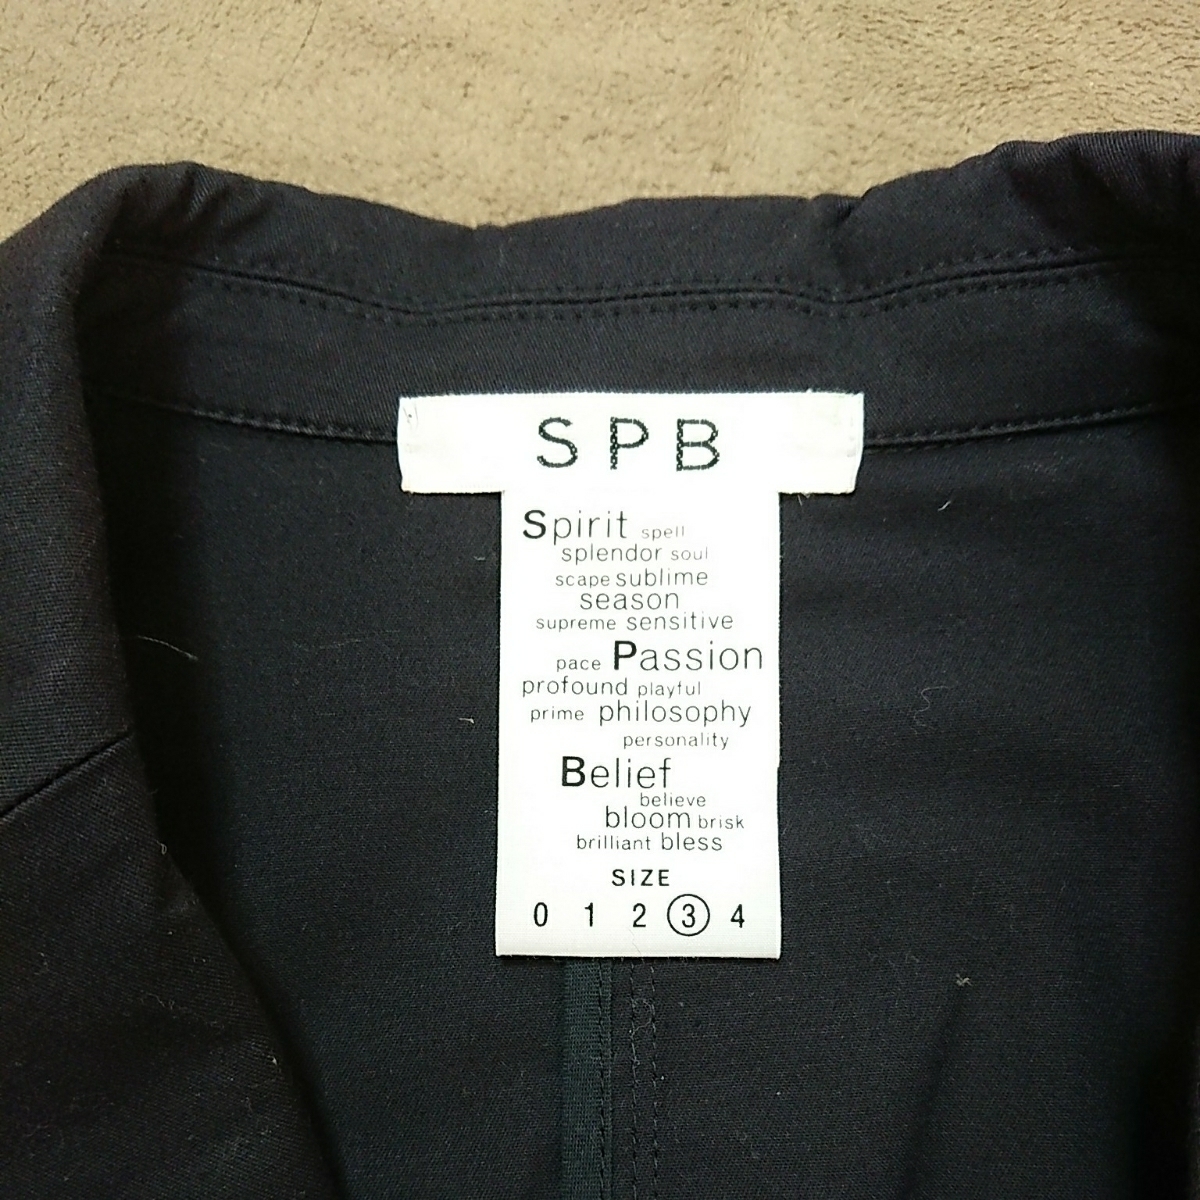 SPB
Spirit spell
splendor soul
scape sublime
season
supreme sensitive
pace Passion
profound playful
prime philosophy
personality
Belief
believe
bloom brisk
brilliant bless
SIZE
0 1 2 3 4